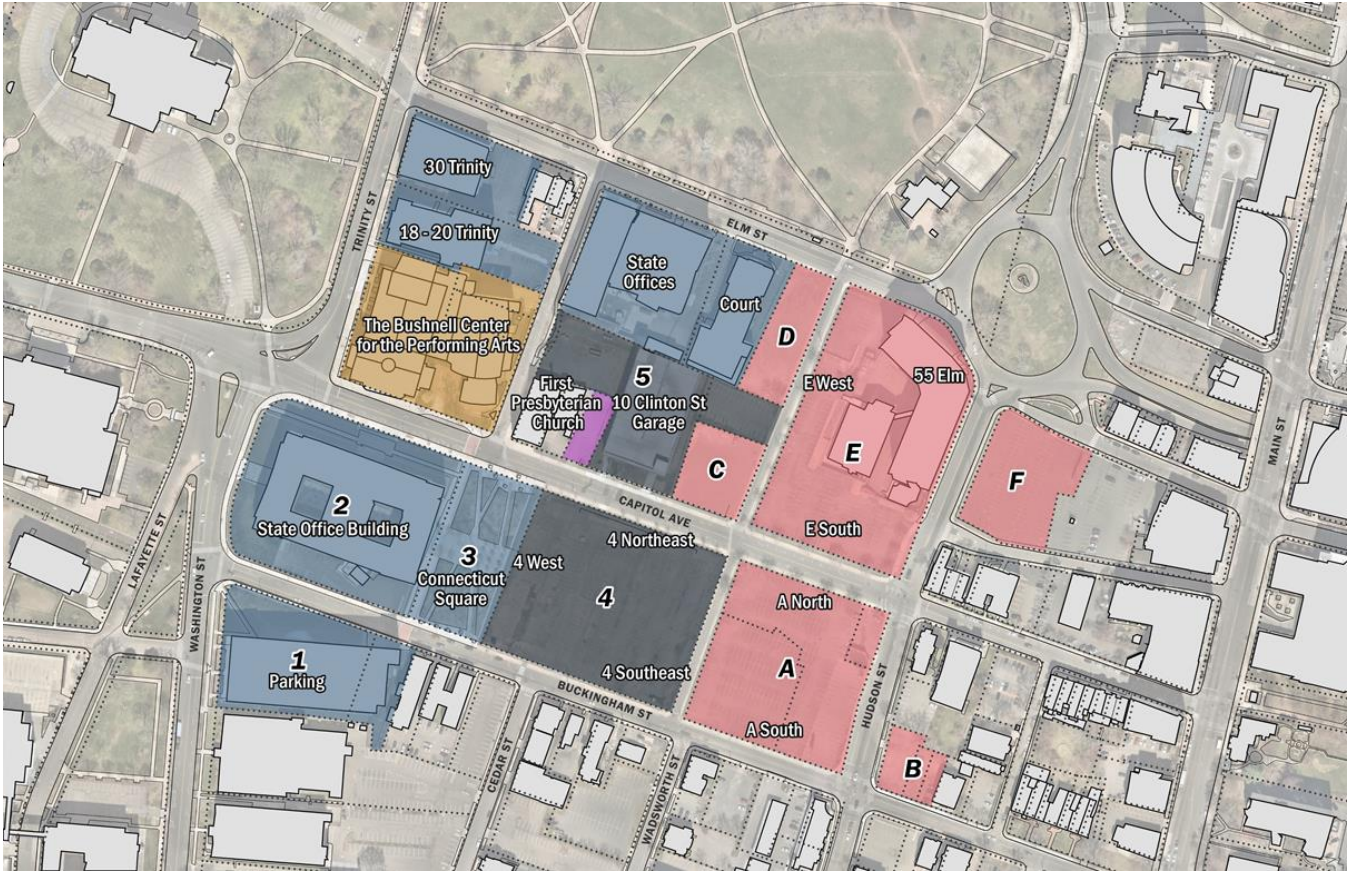 30 Trinity
TRINITY ST
18 - 20 Trinity
ELM ST
State
Offices
Court
The Bushnell Center
for the Performing Arts
D
E West
55 Elm
5
10 Clinton St
Garage
First
Presbyterian
Church
E
C
F
MAIN ST
2
State Office Building
CAPITOL AVE
4 Northeast
E South
LAFAYETTE ST
WASHINGTON ST
3
Connecticut
Square
4 West
4
A North
1
Parking
4 Southeast
A
HUDSON ST
BUCKINGHAM ST
A South
CEDAR ST
WADSWORTH ST
B